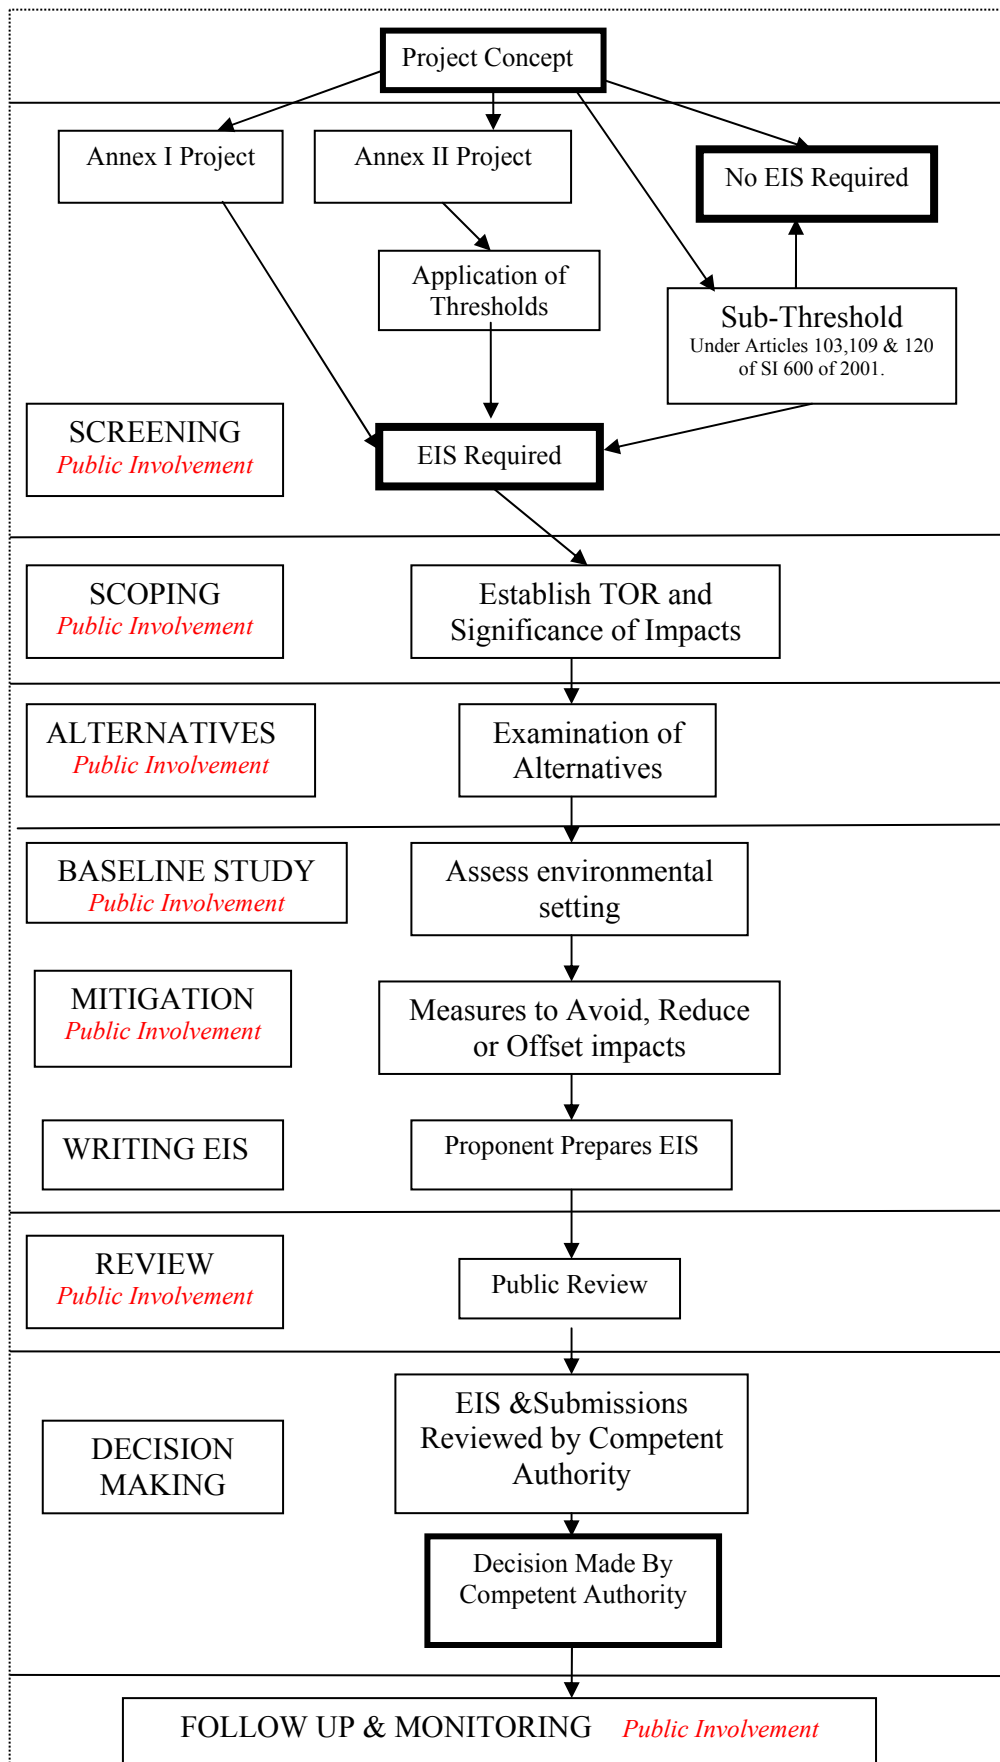 Project Concept
Annex I Project
Annex II Project
No EIS Required
Application of
Thresholds
Sub-Threshold
Under Articles 103,109 & 120
of SI 600 of 2001.
SCREENING
Public Involvement
EIS Required
SCOPING
Public Involvement
Establish TOR and
Significance of Impacts
ALTERNATIVES
Public Involvement
Examination of
Alternatives
BASELINE STUDY
Public Involvement
Assess environmental
setting
MITIGATION
Public Involvement
Measures to Avoid, Reduce
or Offset impacts
WRITING EIS
Proponent Prepares EIS
REVIEW
Public Involvement
Public Review
DECISION
MAKING
EIS &Submissions
Reviewed by Competent
Authority
Decision Made By
Competent Authority
FOLLOW UP & MONITORING Public Involvement